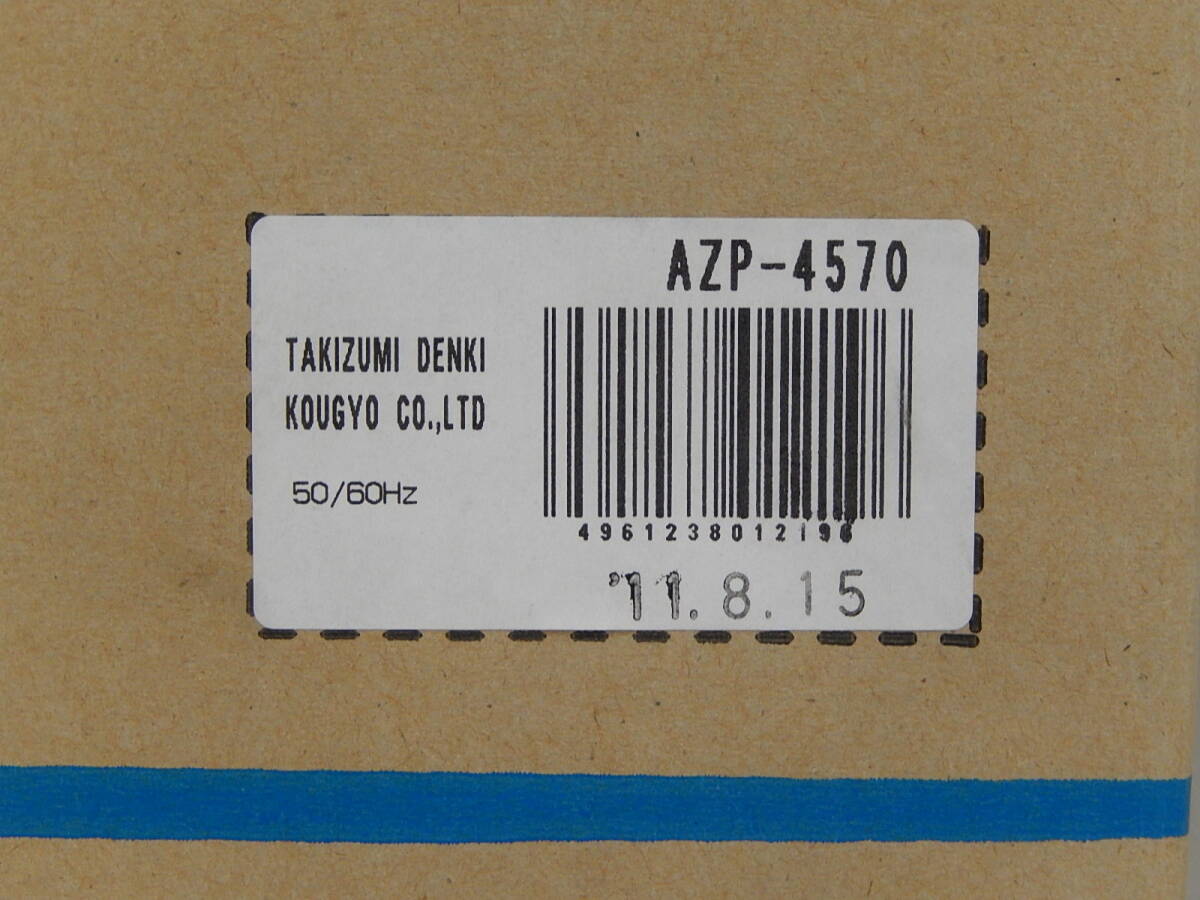 AZP-4570
TAKIZUMI DENKI
KOUGYO CO.,LTD
50/60Hz
4961238012196
'11.8.15